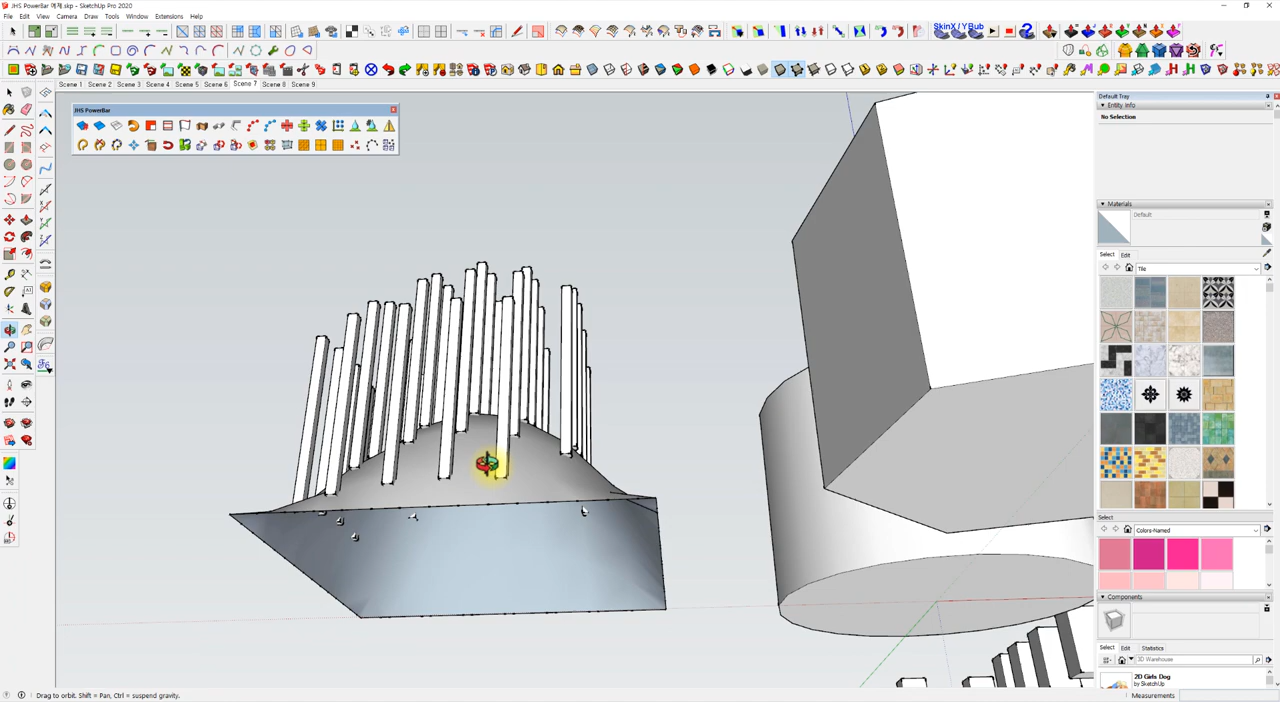 JHS PowerBar 예제.skp - SketchUp Pro 2020
File Edit View Camera Draw Tools Window Extensions Help
SkinX/YBub
Scene 1 Scene 2 Scene 3 Scene 4 Scene 5 Scene 6 Scene 7 Scene 8 Scene 9
JHS PowerBar
Default Tray
Entity Info
No Selection
Materials
Default
Select Edit
Tile
Select
Colors-Named
Components
Select Edit Statistics
3D Warehouse
2D Girls Dog
by SketchUp
Drag to orbit. Shift = Pan, Ctrl = suspend gravity.
Measurements